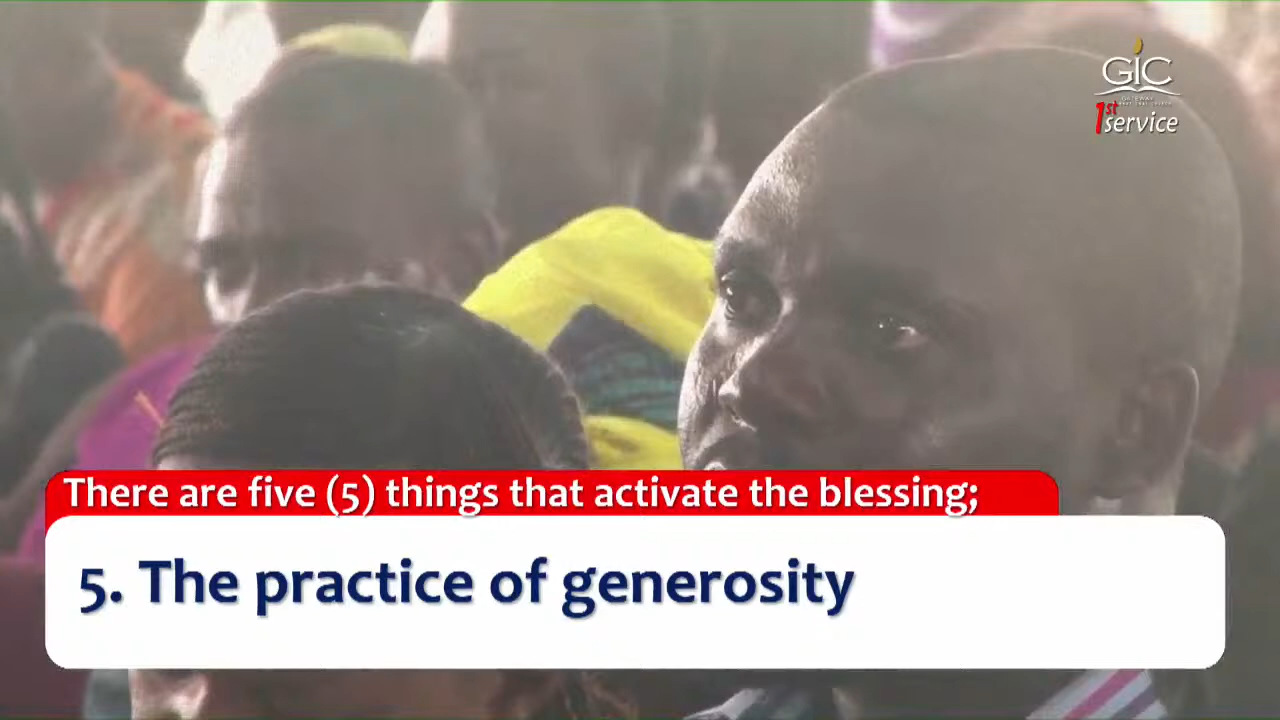 GIC
1st
service
There are five (5) things that activate the blessing;
5. The practice of generosity